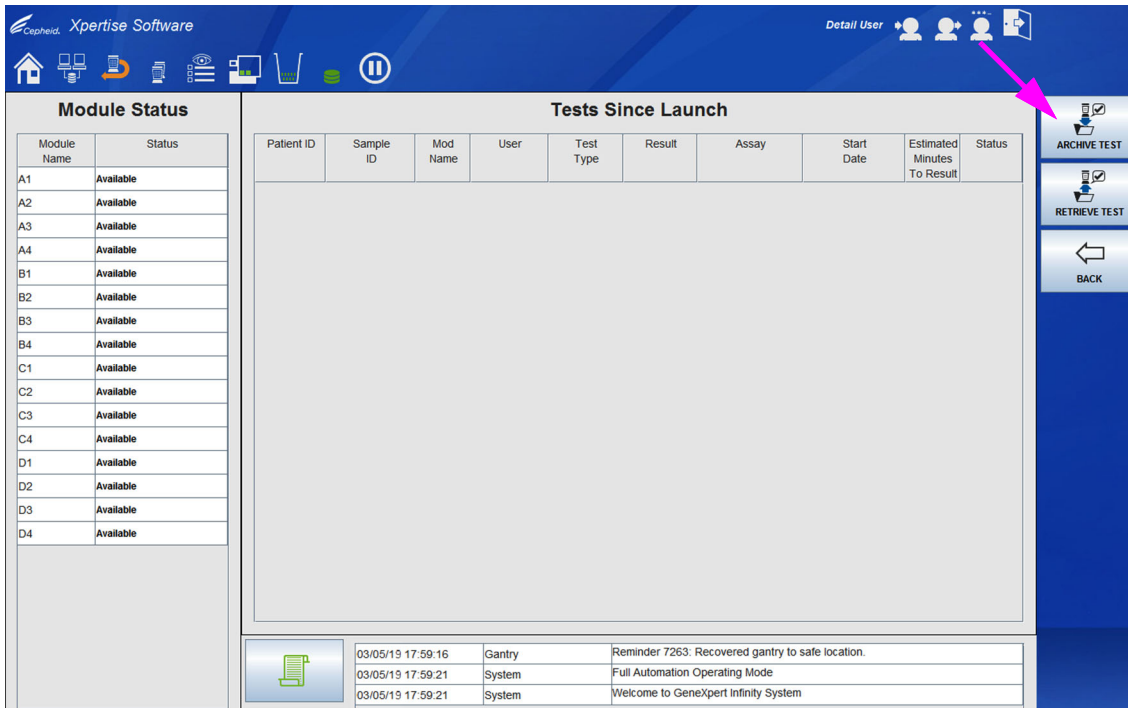 Cepheid. Xpertise Software
Detail User
Module Status
Tests Since Launch
Module Name
Status
Patient ID
Sample ID
Mod Name
User
Test Type
Result
Assay
Start Date
Estimated Minutes To Result
Status
A1 Available
A2 Available
A3 Available
A4 Available
B1 Available
B2 Available
B3 Available
B4 Available
C1 Available
C2 Available
C3 Available
C4 Available
D1 Available
D2 Available
D3 Available
D4 Available
ARCHIVE TEST
RETRIEVE TEST
BACK
03/05/19 17:59:16 Gantry Reminder 7263: Recovered gantry to safe location.
03/05/19 17:59:21 System Full Automation Operating Mode
03/05/19 17:59:21 System Welcome to GeneXpert Infinity System